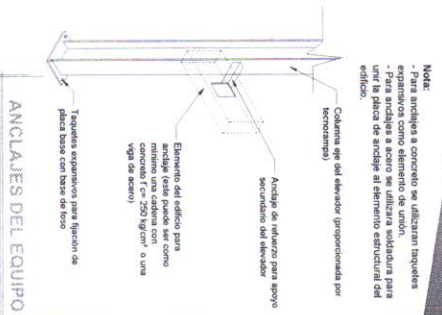 Nota:
- Para anclajes a concreto se utilizaran taquetes
expansivos como elemento de unión.
- Para anclajes a acero se utilizara soldadura para
unir la placa de anclaje al elemento estructural del
edificio.
Columna eje del elevador (proporcionada por
tecnorampa)
Anclaje de refuerzo para apoyo
secundario del elevador
Elemento del edificio para
anclaje (este puede ser como
minimo una cadena con
concreto f'c= 250 kg/cm² o una
viga de acero)
Taquetes expansivos para fijación de
placa base con base de foso
ANCLAJES DEL EQUIPO